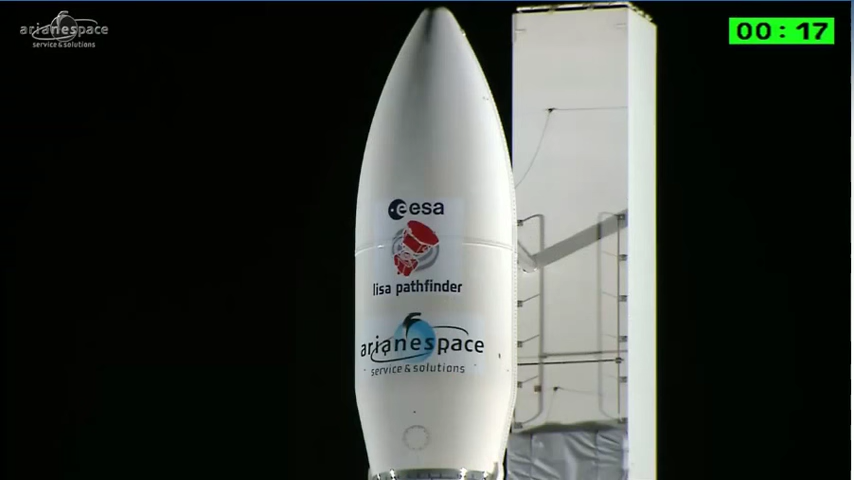 arianespace
service & solutions
00:17
esa
lisa pathfinder
arianespace
service & solutions